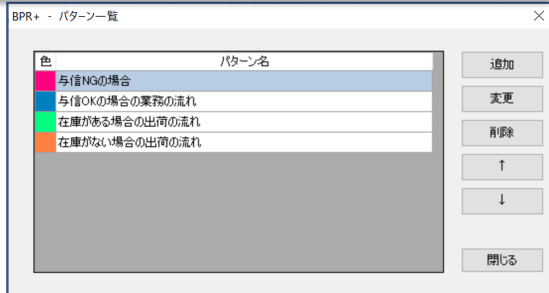 BPR+ - パターン一覧
色 パターン名
与信NGの場合
与信OKの場合の業務の流れ
在庫がある場合の出荷の流れ
在庫がない場合の出荷の流れ
追加
変更
削除
↑
↓
閉じる